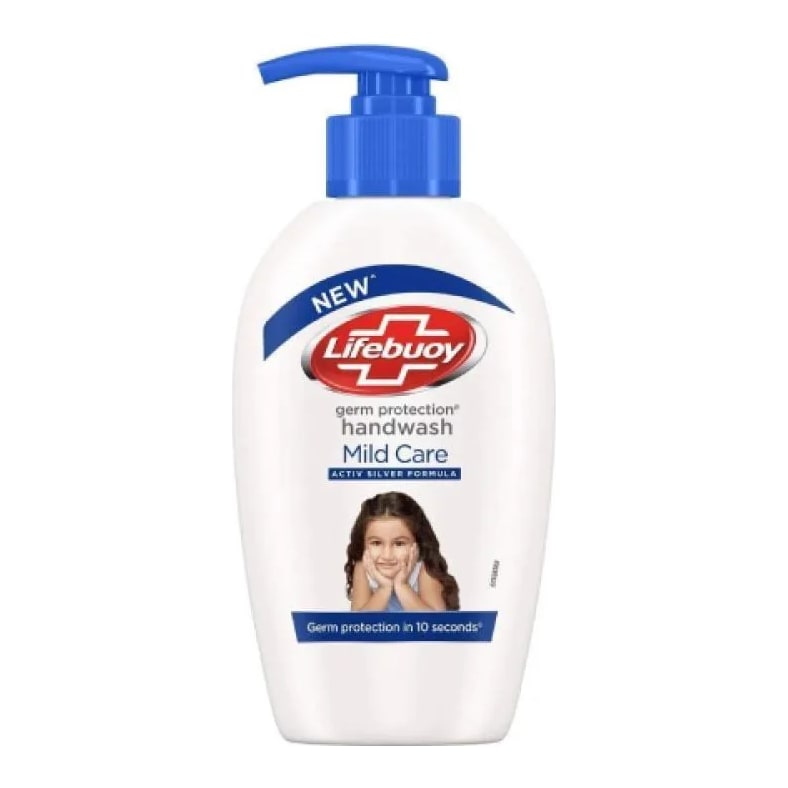 NEW^
Lifebuoy
germ protection®
handwash
Mild Care
ACTIV SILVER FORMULA
Germ protection in 10 seconds®